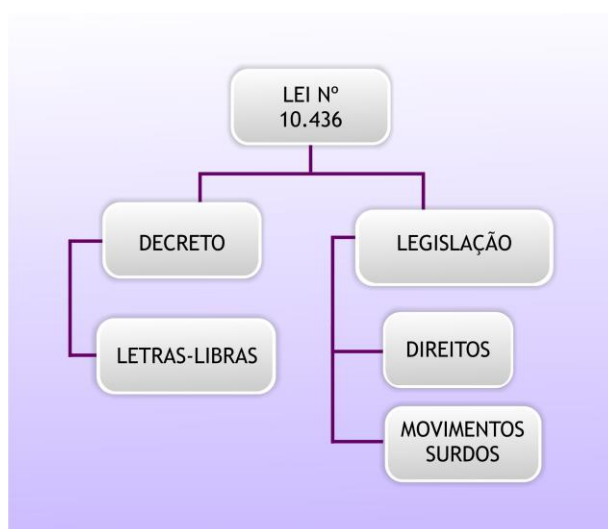 LEI Nº
10.436
DECRETO
LEGISLAÇÃO
LETRAS-LIBRAS
DIREITOS
MOVIMENTOS
SURDOS